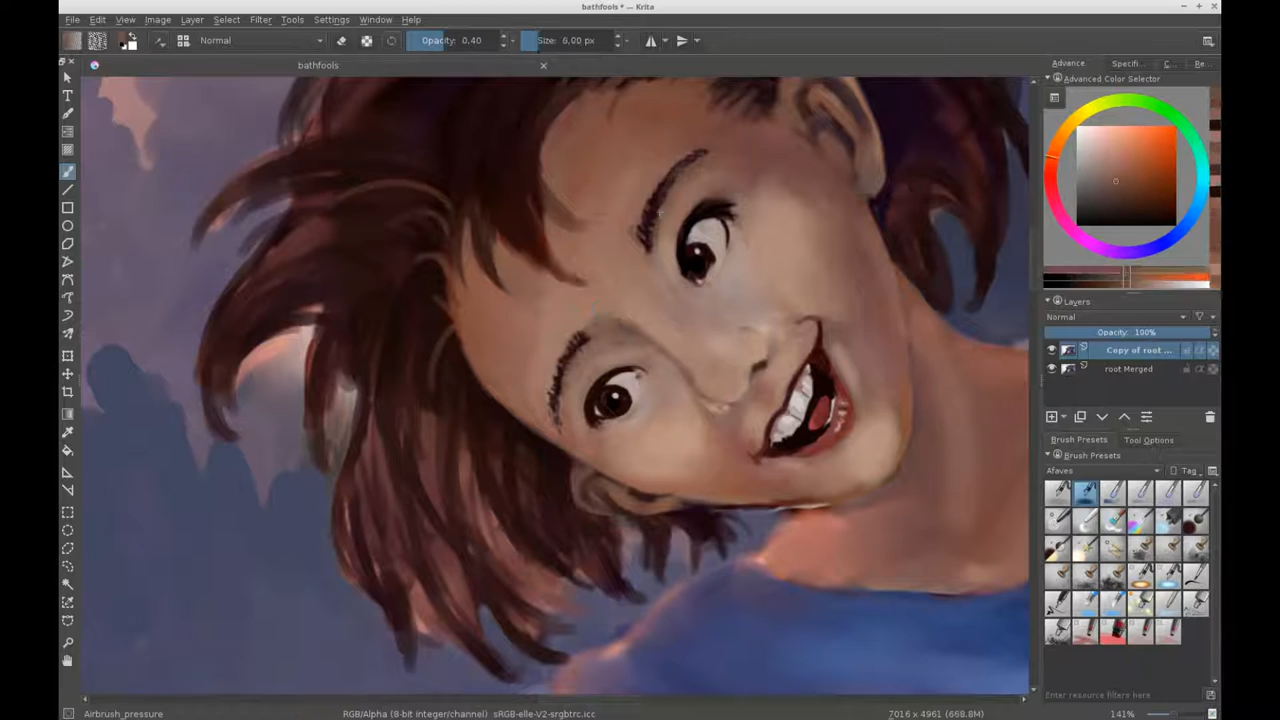 bathfools * — Krita
File Edit View Image Layer Select Filter Tools Settings Window Help
Normal Opacity: 0.40 Size: 6.00 px
bathfools
Advance Specifi... C... Re...
Advanced Color Selector
Layers
Normal
Opacity: 100%
Copy of root ...
root Merged
Brush Presets Tool Options
Brush Presets
Afaves Tag
Enter resource filters here
Airbrush_pressure RGB/Alpha (8-bit integer/channel) sRGB-elle-V2-srgbtrc.icc 7016 x 4961 (668.8M) 141%